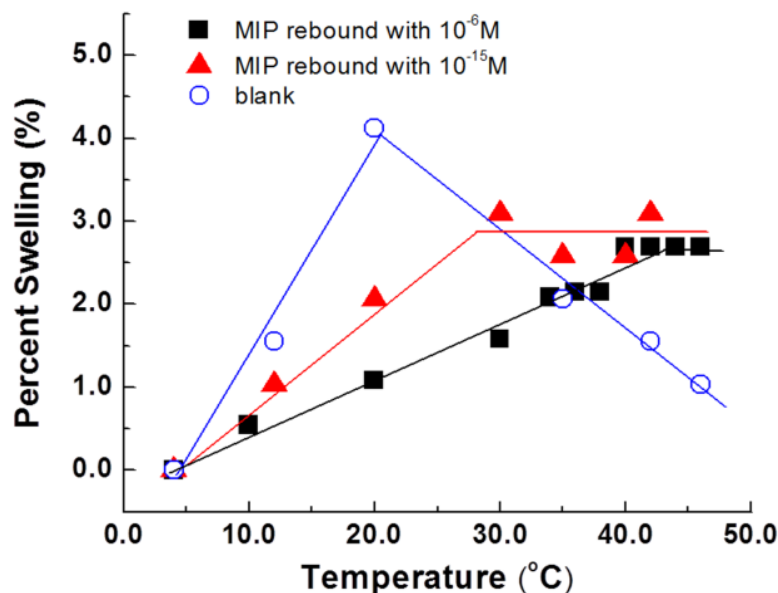 MIP rebound with 10⁻⁶M
MIP rebound with 10⁻¹⁵M
blank
5.0
4.0
3.0
2.0
1.0
0.0
Percent Swelling (%)
0.0 10.0 20.0 30.0 40.0 50.0
Temperature (°C)